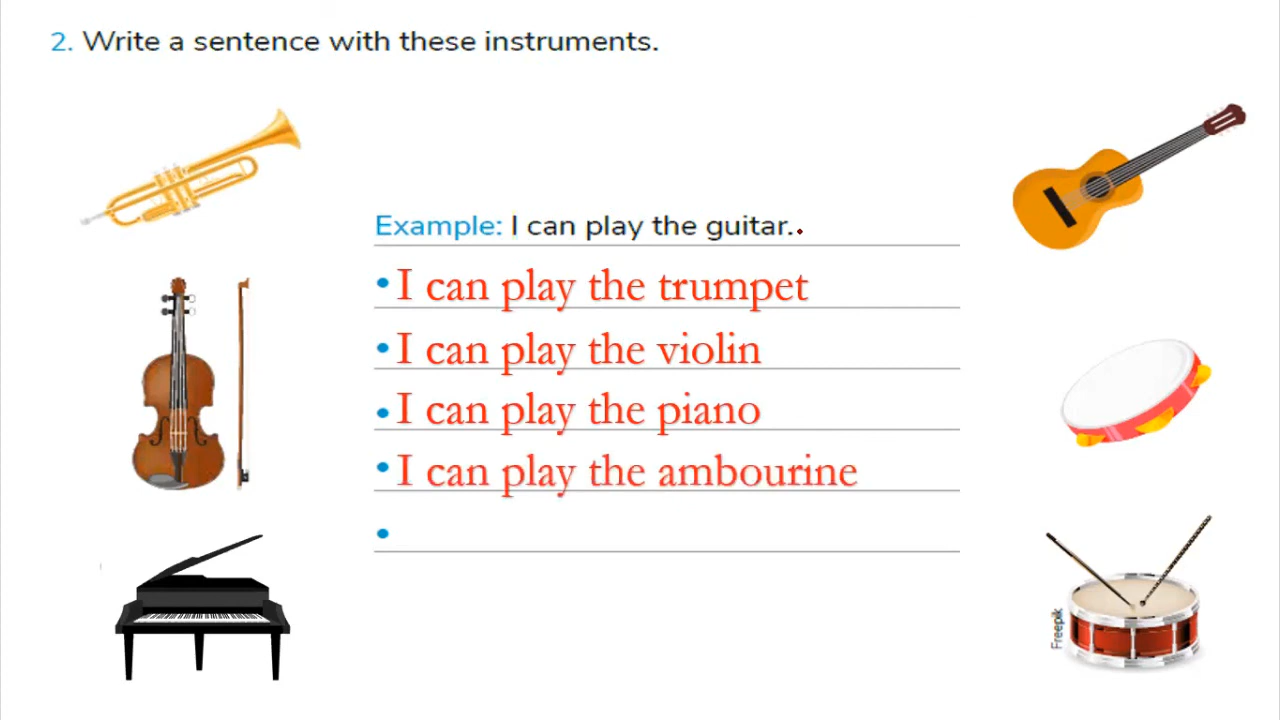 2. Write a sentence with these instruments.
Example: I can play the guitar..
• I can play the trumpet
• I can play the violin
• I can play the piano
• I can play the ambourine
•
Freepik